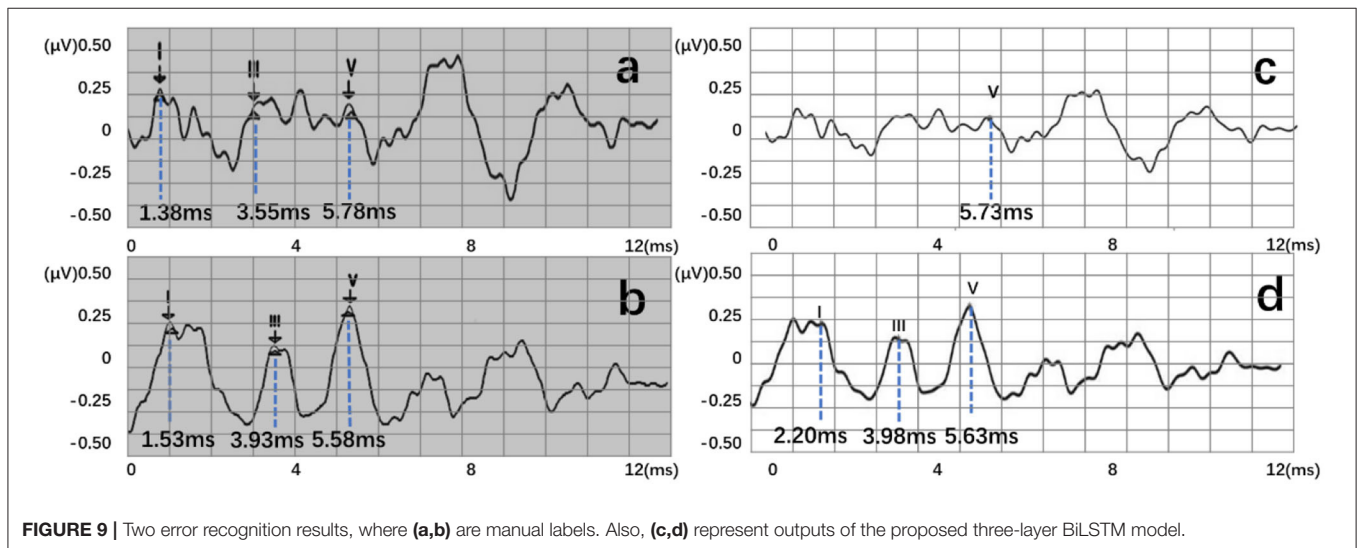 (μV)0.50
0.25
0
-0.25
-0.50
I
III
V
a
1.38ms 3.55ms 5.78ms
0 4 8 12(ms)
(μV)0.50
0.25
0
-0.25
-0.50
V
c
5.73ms
0 4 8 12(ms)
(μV)0.50
0.25
0
-0.25
-0.50
I
III
V
b
1.53ms 3.93ms 5.58ms
0 4 8 12(ms)
(μV)0.50
0.25
0
-0.25
-0.50
I
III
V
d
2.20ms 3.98ms 5.63ms
0 4 8 12(ms)
FIGURE 9 | Two error recognition results, where (a,b) are manual labels. Also, (c,d) represent outputs of the proposed three-layer BiLSTM model.